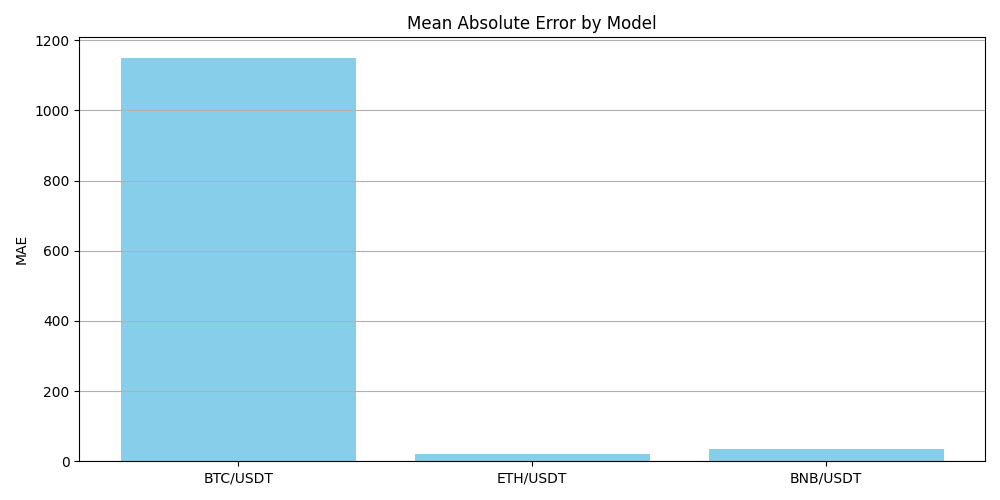 Mean Absolute Error by Model
1200
1000
800
600
400
200
0
MAE
BTC/USDT
ETH/USDT
BNB/USDT